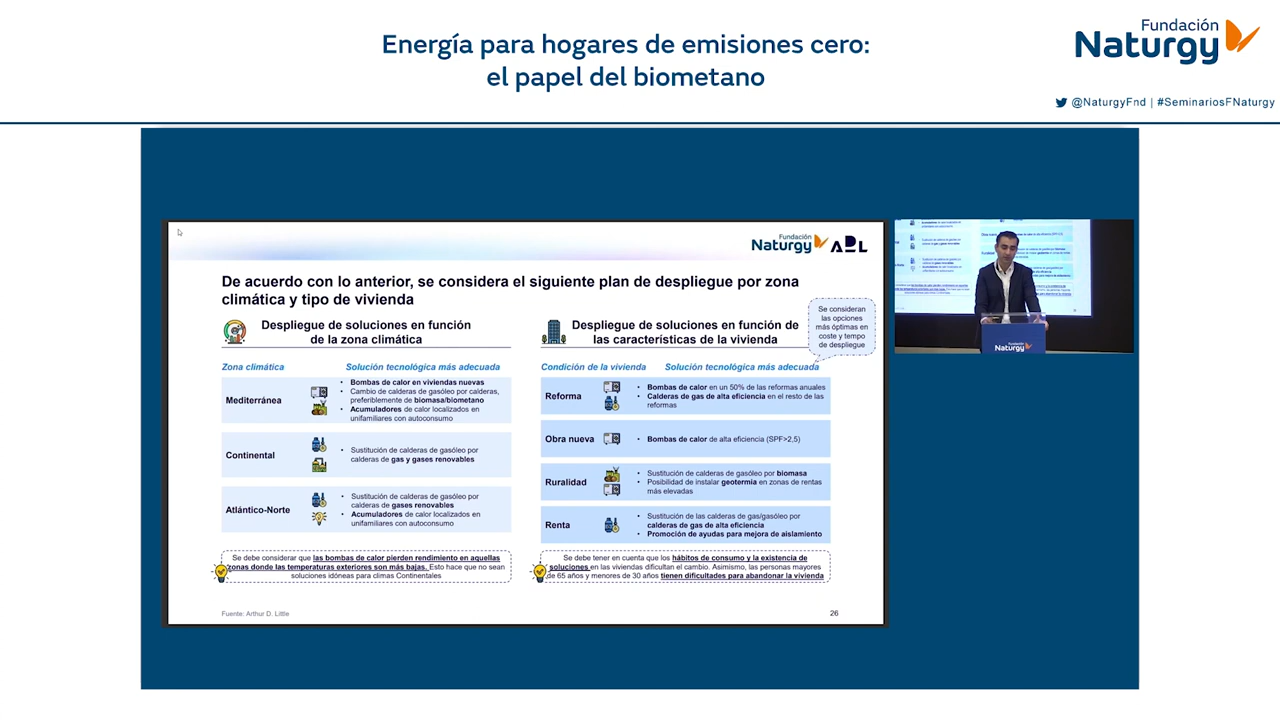 Energía para hogares de emisiones cero:
el papel del biometano
Fundación
Naturgy
@NaturgyFnd | #SeminariosFNaturgy
Fundación
Naturgy
ADL
De acuerdo con lo anterior, se considera el siguiente plan de despliegue por zona
climática y tipo de vivienda
Se consideran
las opciones
más óptimas en
coste y tempo
de despliegue
Despliegue de soluciones en función
de la zona climática
Zona climática
Solución tecnológica más adecuada
Mediterránea
• Bombas de calor en viviendas nuevas
• Cambio de calderas de gasóleo por calderas,
preferiblemente de biomasa/biometano
• Acumuladores de calor localizados en
unifamiliares con autoconsumo
Continental
• Sustitución de calderas de gasóleo por
calderas de gas y gases renovables
Atlántico-Norte
• Sustitución de calderas de gasóleo por
calderas de gases renovables
• Acumuladores de calor localizados en
unifamiliares con autoconsumo
Se debe considerar que las bombas de calor pierden rendimiento en aquellas
zonas donde las temperaturas exteriores son más bajas. Esto hace que no sean
soluciones idóneas para climas Continentales
Despliegue de soluciones en función de
las características de la vivienda
Condición de la vivienda
Solución tecnológica más adecuada
Reforma
• Bombas de calor en un 50% de las reformas anuales
• Calderas de gas de alta eficiencia en el resto de las
reformas
Obra nueva
• Bombas de calor de alta eficiencia (SPF>2,5)
Ruralidad
• Sustitución de calderas de gasóleo por biomasa
• Posibilidad de instalar geotermia en zonas de rentas
más elevadas
Renta
• Sustitución de las calderas de gas/gasóleo por
calderas de gas de alta eficiencia
• Promoción de ayudas para mejora de aislamiento
Se debe tener en cuenta que los hábitos de consumo y la existencia de
soluciones en las viviendas dificultan el cambio. Asimismo, las personas mayores
de 65 años y menores de 30 años tienen dificultades para abandonar la vivienda
Fuente: Arthur D. Little
26
Fundación
Naturgy